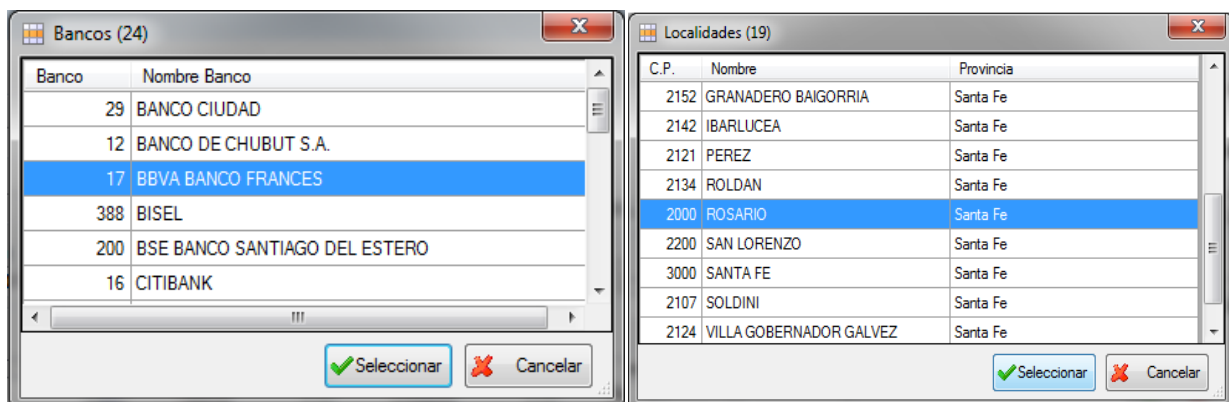 Bancos (24)
Banco Nombre Banco
29 BANCO CIUDAD
12 BANCO DE CHUBUT S.A.
17 BBVA BANCO FRANCES
388 BISEL
200 BSE BANCO SANTIAGO DEL ESTERO
16 CITIBANK
Seleccionar Cancelar
Localidades (19)
C.P. Nombre Provincia
2152 GRANADERO BAIGORRIA Santa Fe
2142 IBARLUCEA Santa Fe
2121 PEREZ Santa Fe
2134 ROLDAN Santa Fe
2000 ROSARIO Santa Fe
2200 SAN LORENZO Santa Fe
3000 SANTA FE Santa Fe
2107 SOLDINI Santa Fe
2124 VILLA GOBERNADOR GALVEZ Santa Fe
Seleccionar Cancelar